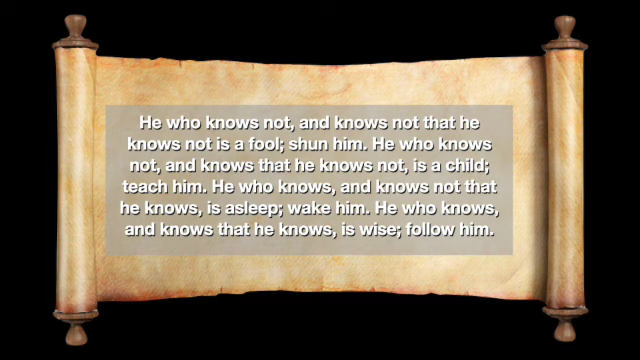 He who knows not, and knows not that he
knows not is a fool; shun him. He who knows
not, and knows that he knows not, is a child;
teach him. He who knows, and knows not that
he knows, is asleep; wake him. He who knows,
and knows that he knows, is wise; follow him.